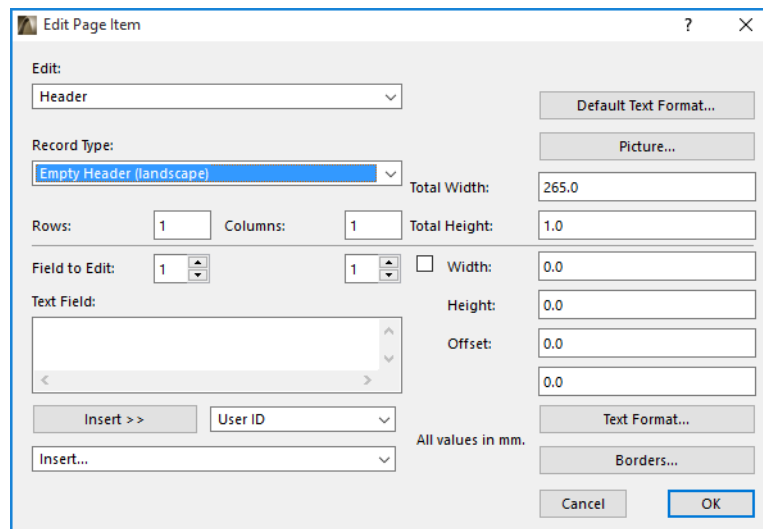 Edit Page Item
Edit:
Header
Default Text Format...
Record Type:
Picture...
Empty Header (landscape)
Total Width: 265.0
Rows: 1 Columns: 1 Total Height: 1.0
Field to Edit: 1 1 Width: 0.0
Text Field:
Height: 0.0
Offset: 0.0
0.0
Insert >> User ID Text Format...
All values in mm.
Insert... Borders...
Cancel OK